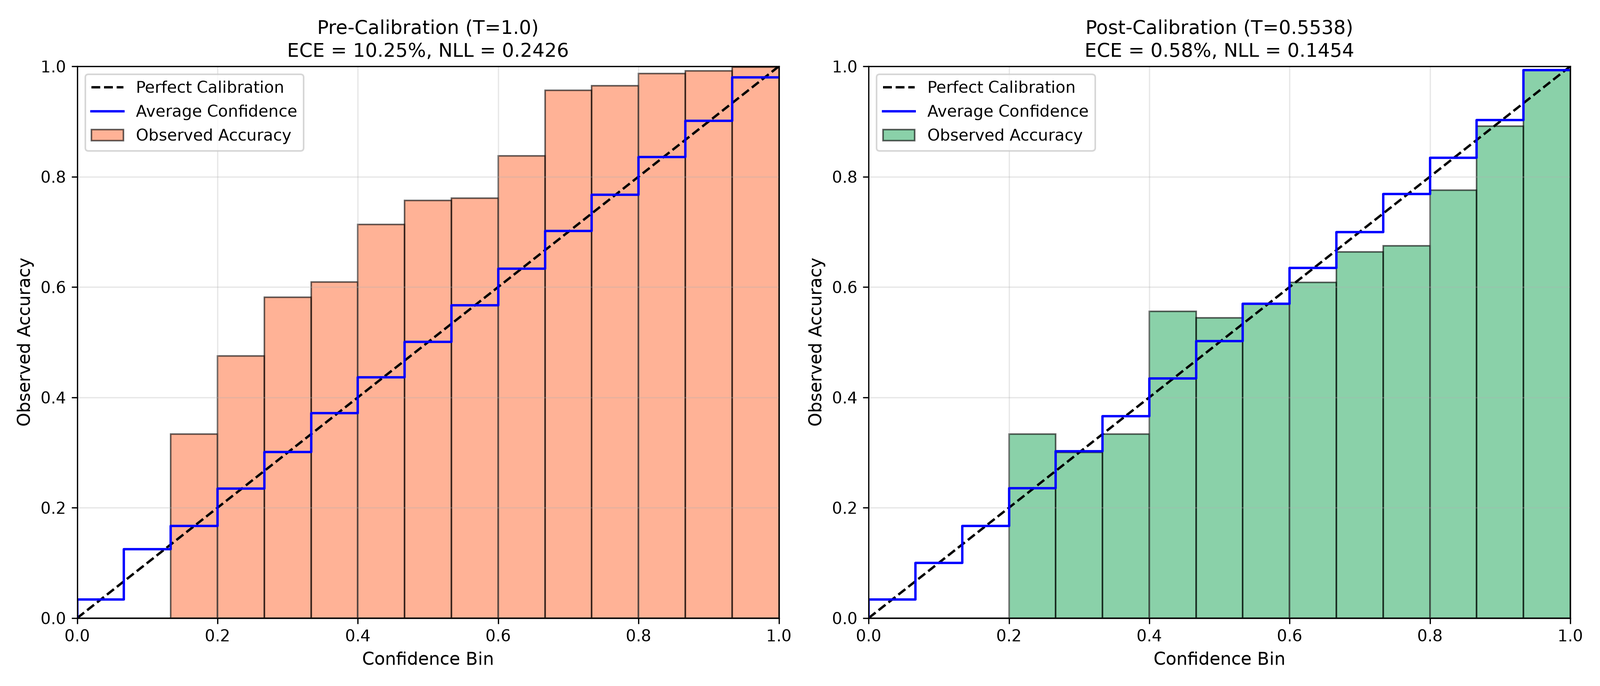 Pre-Calibration (T=1.0)
ECE = 10.25%, NLL = 0.2426
Perfect Calibration
Average Confidence
Observed Accuracy
Observed Accuracy
1.0
0.8
0.6
0.4
0.2
0.0
0.0 0.2 0.4 0.6 0.8 1.0
Confidence Bin
Post-Calibration (T=0.5538)
ECE = 0.58%, NLL = 0.1454
Perfect Calibration
Average Confidence
Observed Accuracy
Observed Accuracy
1.0
0.8
0.6
0.4
0.2
0.0
0.0 0.2 0.4 0.6 0.8 1.0
Confidence Bin